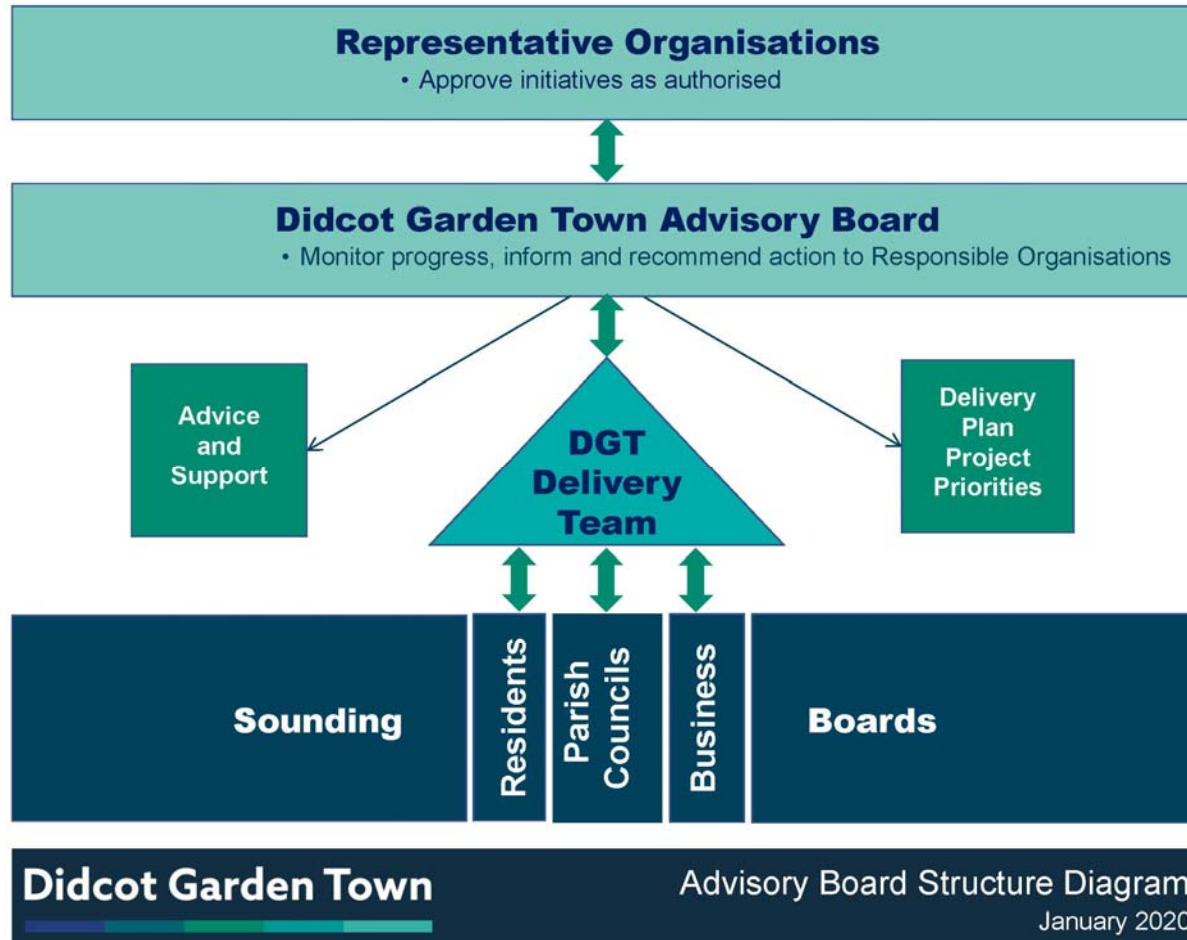 Representative Organisations
• Approve initiatives as authorised
Didcot Garden Town Advisory Board
• Monitor progress, inform and recommend action to Responsible Organisations
Advice
and
Support
DGT
Delivery
Team
Delivery
Plan
Project
Priorities
Sounding
Residents
Parish
Councils
Business
Boards
Didcot Garden Town
Advisory Board Structure Diagram
January 2020